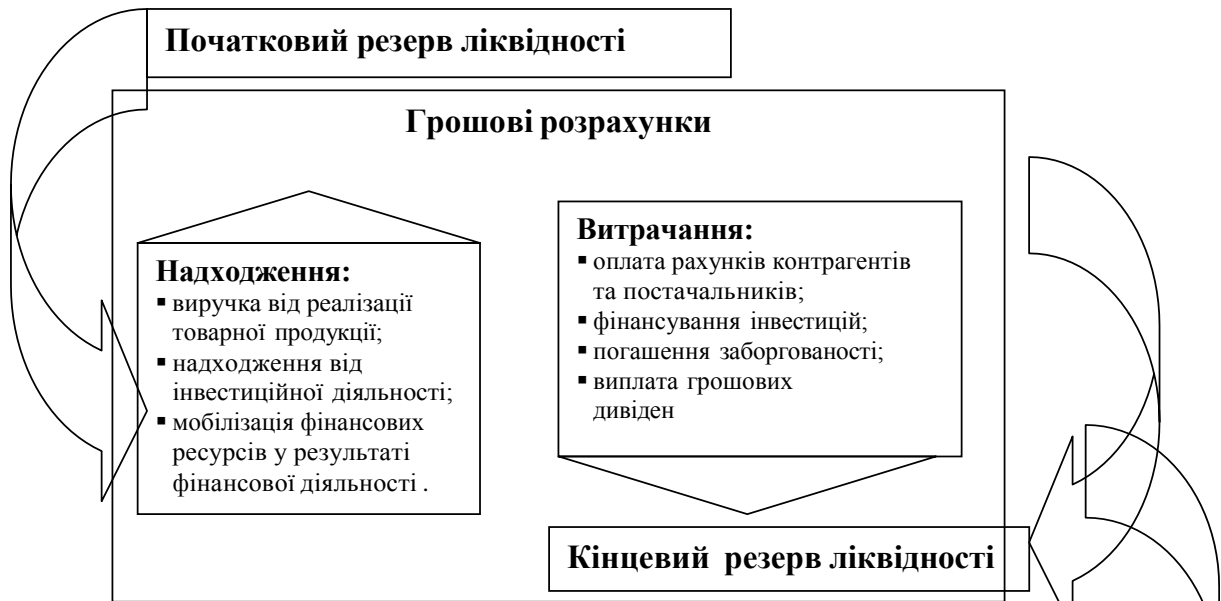 Початковий резерв ліквідності
Грошові розрахунки
Надходження:
▪ виручка від реалізації
товарної продукції;
▪ надходження від
інвестиційної діяльності;
▪ мобілізація фінансових
ресурсів у результаті
фінансової діяльності .
Витрачання:
▪ оплата рахунків контрагентів
та постачальників;
▪ фінансування інвестицій;
▪ погашення заборгованості;
▪ виплата грошових
дивіден
Кінцевий резерв ліквідності